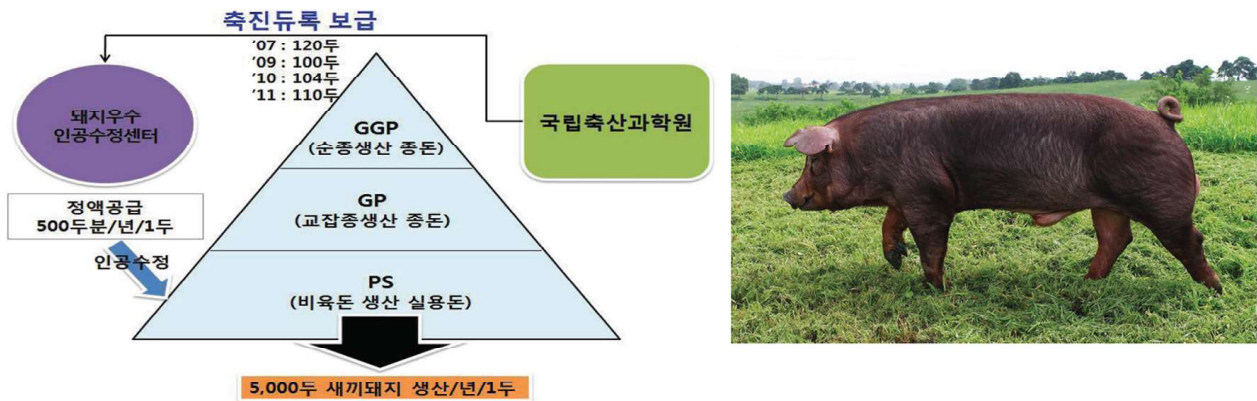 축진듀록 보급
'07 : 120두
'09 : 100두
'10 : 104두
'11 : 110두
돼지우수
인공수정센터
국립축산과학원
GGP
(순종생산 종돈)
GP
(교잡종생산 종돈)
정액공급
500두분/년/1두
인공수정
PS
(비육돈 생산 실용돈)
5,000두 새끼돼지 생산/년/1두